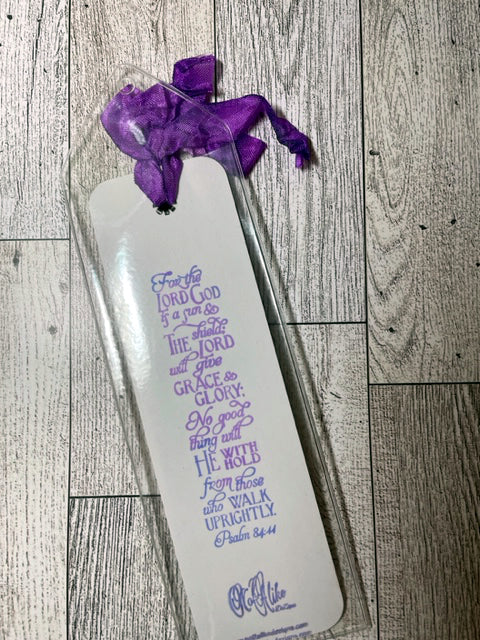 For the
LORD GOD
is a sun &
THE shield:
THE LORD
will give
GRACE &
GLORY:
No good
thing will
HE WITH
HOLD
from those
who WALK
UPRIGHTLY.
Psalm 84:11